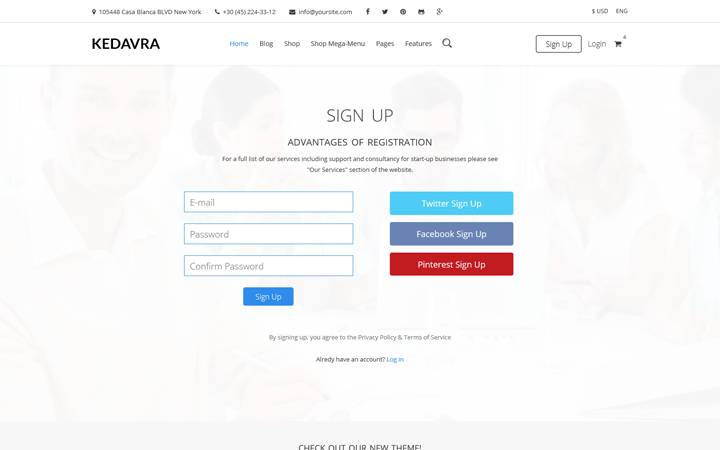 105448 Casa Blanca BLVD New York +30 (45) 224-33-12 info@yoursite.com $ USD ENG
KEDAVRA Home Blog Shop Shop Mega-Menu Pages Features Sign Up Login 4
SIGN UP
ADVANTAGES OF REGISTRATION
For a full list of our services including support and consultancy for start-up businesses please see
"Our Services" section of the website.
E-mail
Password
Confirm Password
Sign Up
Twitter Sign Up
Facebook Sign Up
Pinterest Sign Up
By signing up, you agree to the Privacy Policy & Terms of Service
Alredy have an account? Log in
CHECK OUT OUR NEW THEME!